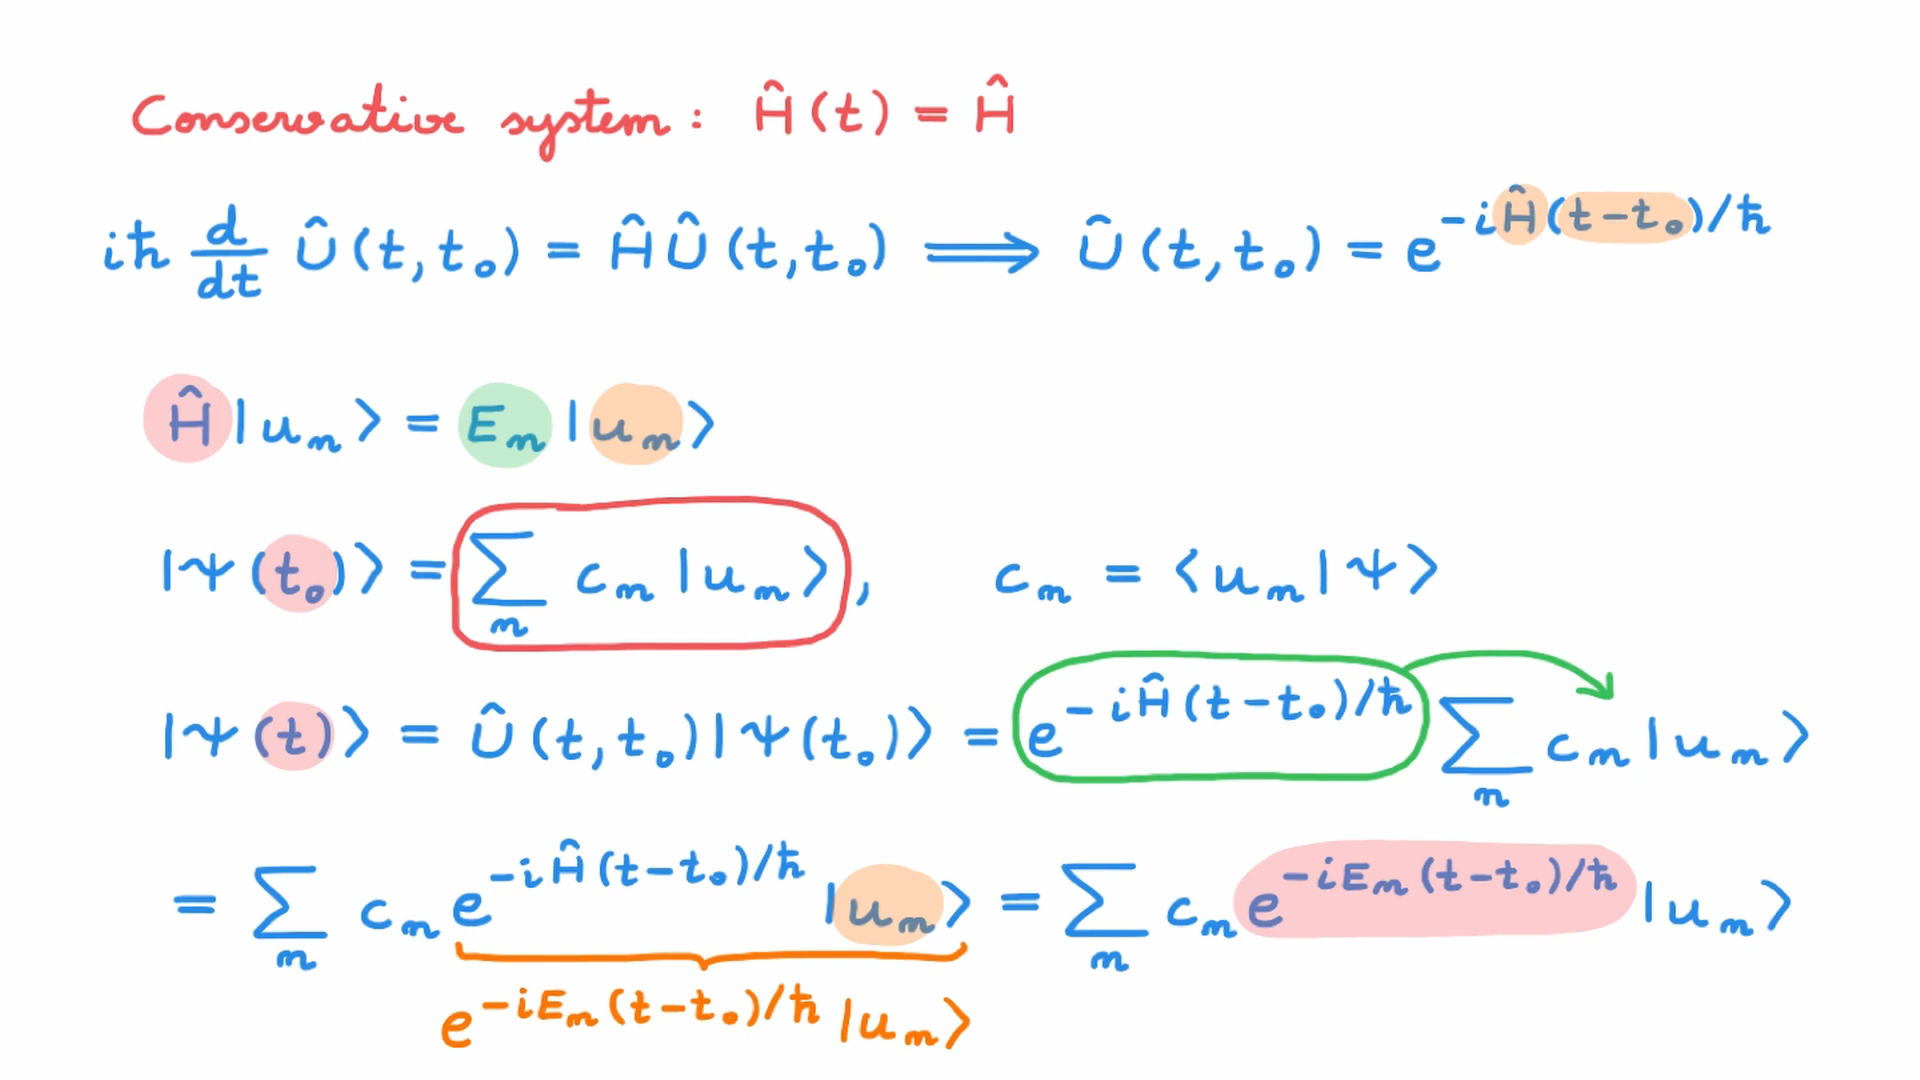 Conservative system: Ĥ(t) = Ĥ
iħ d/dt Û(t,t₀) = ĤÛ(t,t₀) ⟹ Û(t,t₀) = e^{-iĤ(t-t₀)/ħ}
Ĥ|uₙ⟩ = Eₙ|uₙ⟩
|ψ(t₀)⟩ = ∑ₙ cₙ|uₙ⟩, cₙ = ⟨uₙ|ψ⟩
|ψ(t)⟩ = Û(t,t₀)|ψ(t₀)⟩ = e^{-iĤ(t-t₀)/ħ} ∑ₙ cₙ|uₙ⟩
= ∑ₙ cₙ e^{-iĤ(t-t₀)/ħ} |uₙ⟩ = ∑ₙ cₙ e^{-iEₙ(t-t₀)/ħ} |uₙ⟩
e^{-iEₙ(t-t₀)/ħ} |uₙ⟩